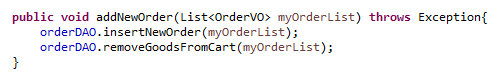 public void addNewOrder(List<OrderVO> myOrderList) throws Exception{
    orderDAO.insertNewOrder(myOrderList);
    orderDAO.removeGoodsFromCart(myOrderList);
}